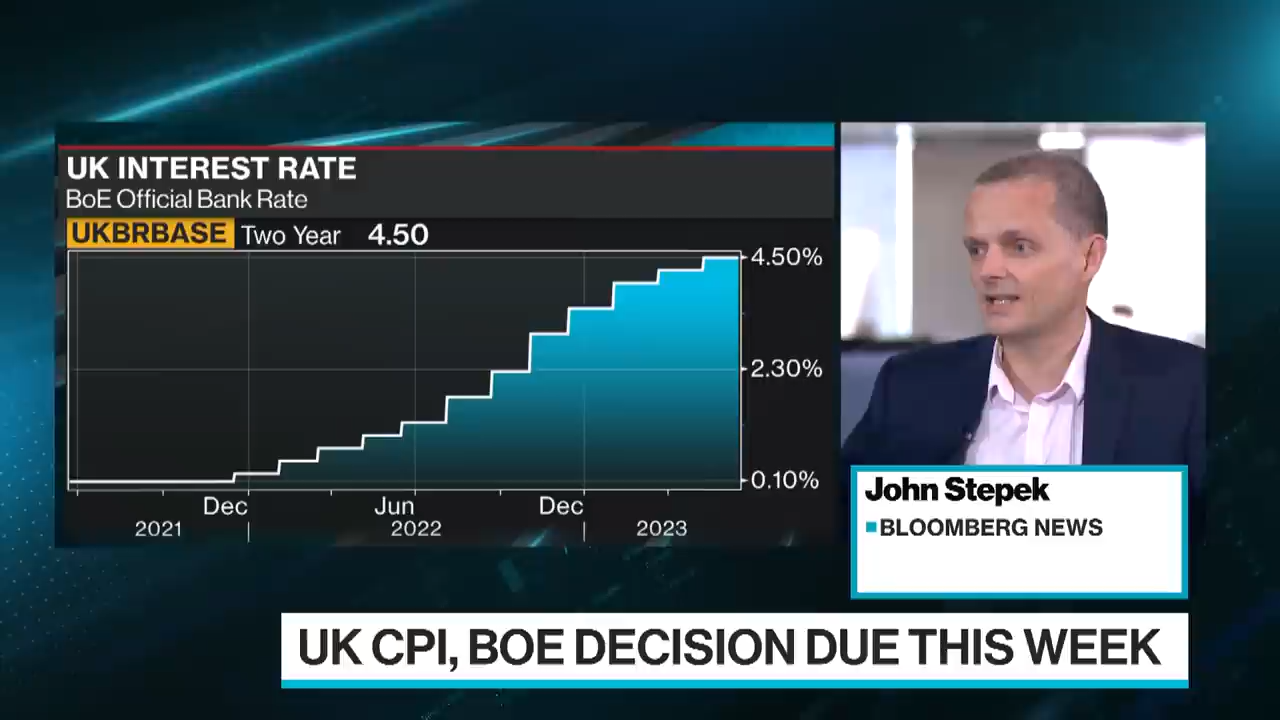 UK INTEREST RATE
BoE Official Bank Rate
UKBRBASE Two Year 4.50
4.50%
2.30%
0.10%
Dec Jun Dec
2021 2022 2023
John Stepek
BLOOMBERG NEWS
UK CPI, BOE DECISION DUE THIS WEEK